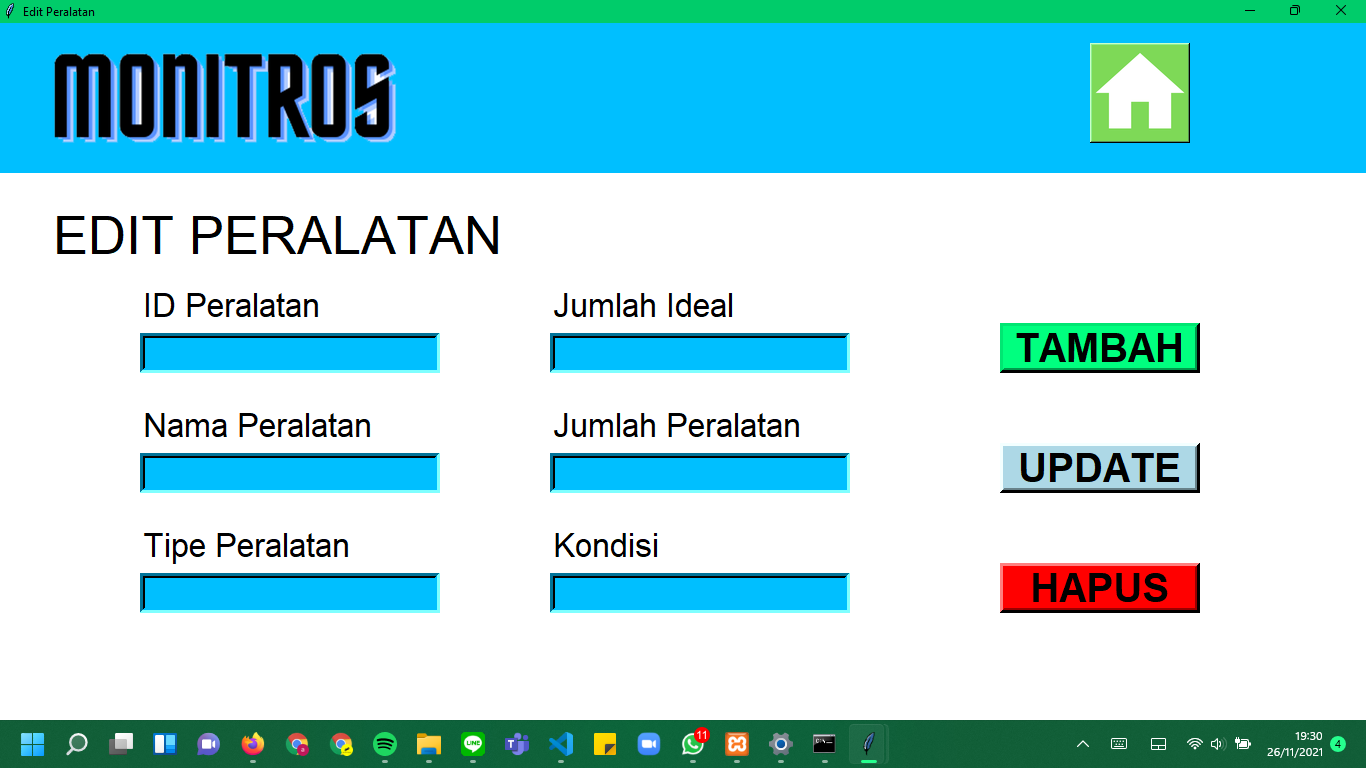 Edit Peralatan
MONITROS
EDIT PERALATAN
ID Peralatan
Jumlah Ideal
TAMBAH
Nama Peralatan
Jumlah Peralatan
UPDATE
Tipe Peralatan
Kondisi
HAPUS
LINE
11
19:30
26/11/2021
4